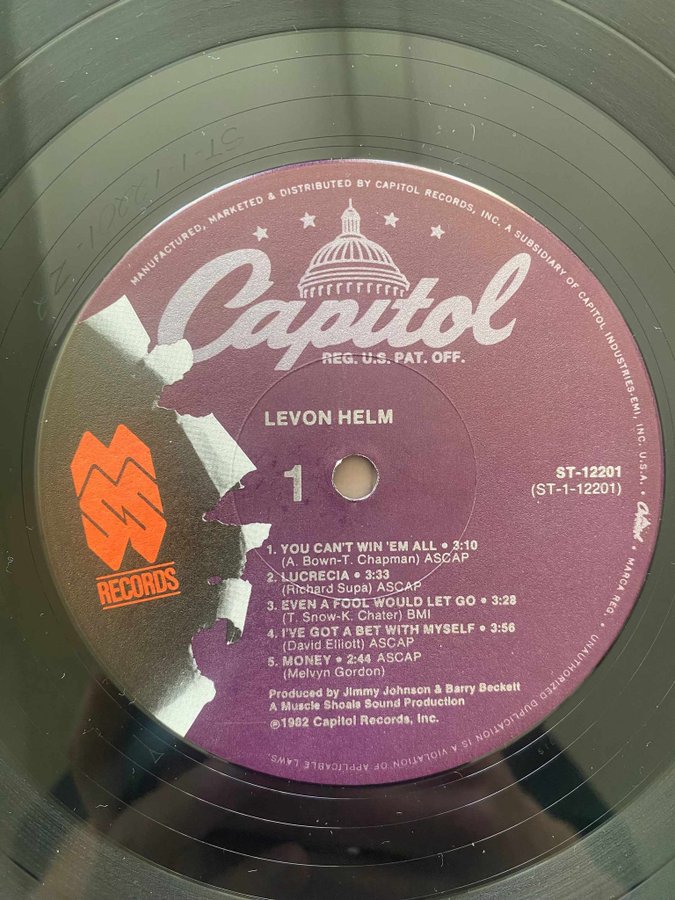 MANUFACTURED, MARKETED & DISTRIBUTED BY CAPITOL RECORDS, INC. A SUBSIDIARY OF CAPITOL INDUSTRIES-EMI, INC. U.S.A. • Capitol • MARCA REG. • UNAUTHORIZED DUPLICATION IS A VIOLATION OF APPLICABLE LAWS.
Capitol
REG. U.S. PAT. OFF.
LEVON HELM
1
ST-12201
(ST-1-12201)
MSS
RECORDS
1. YOU CAN'T WIN 'EM ALL • 3:10
(A. Bown-T. Chapman) ASCAP
2. LUCRECIA • 3:33
(Richard Supa) ASCAP
3. EVEN A FOOL WOULD LET GO • 3:28
(T. Snow-K. Chater) BMI
4. I'VE GOT A BET WITH MYSELF • 3:56
(David Elliott) ASCAP
5. MONEY • 2:44 ASCAP
(Melvyn Gordon)
Produced by Jimmy Johnson & Barry Beckett
A Muscle Shoals Sound Production
℗1982 Capitol Records, Inc.
ST-1-12201